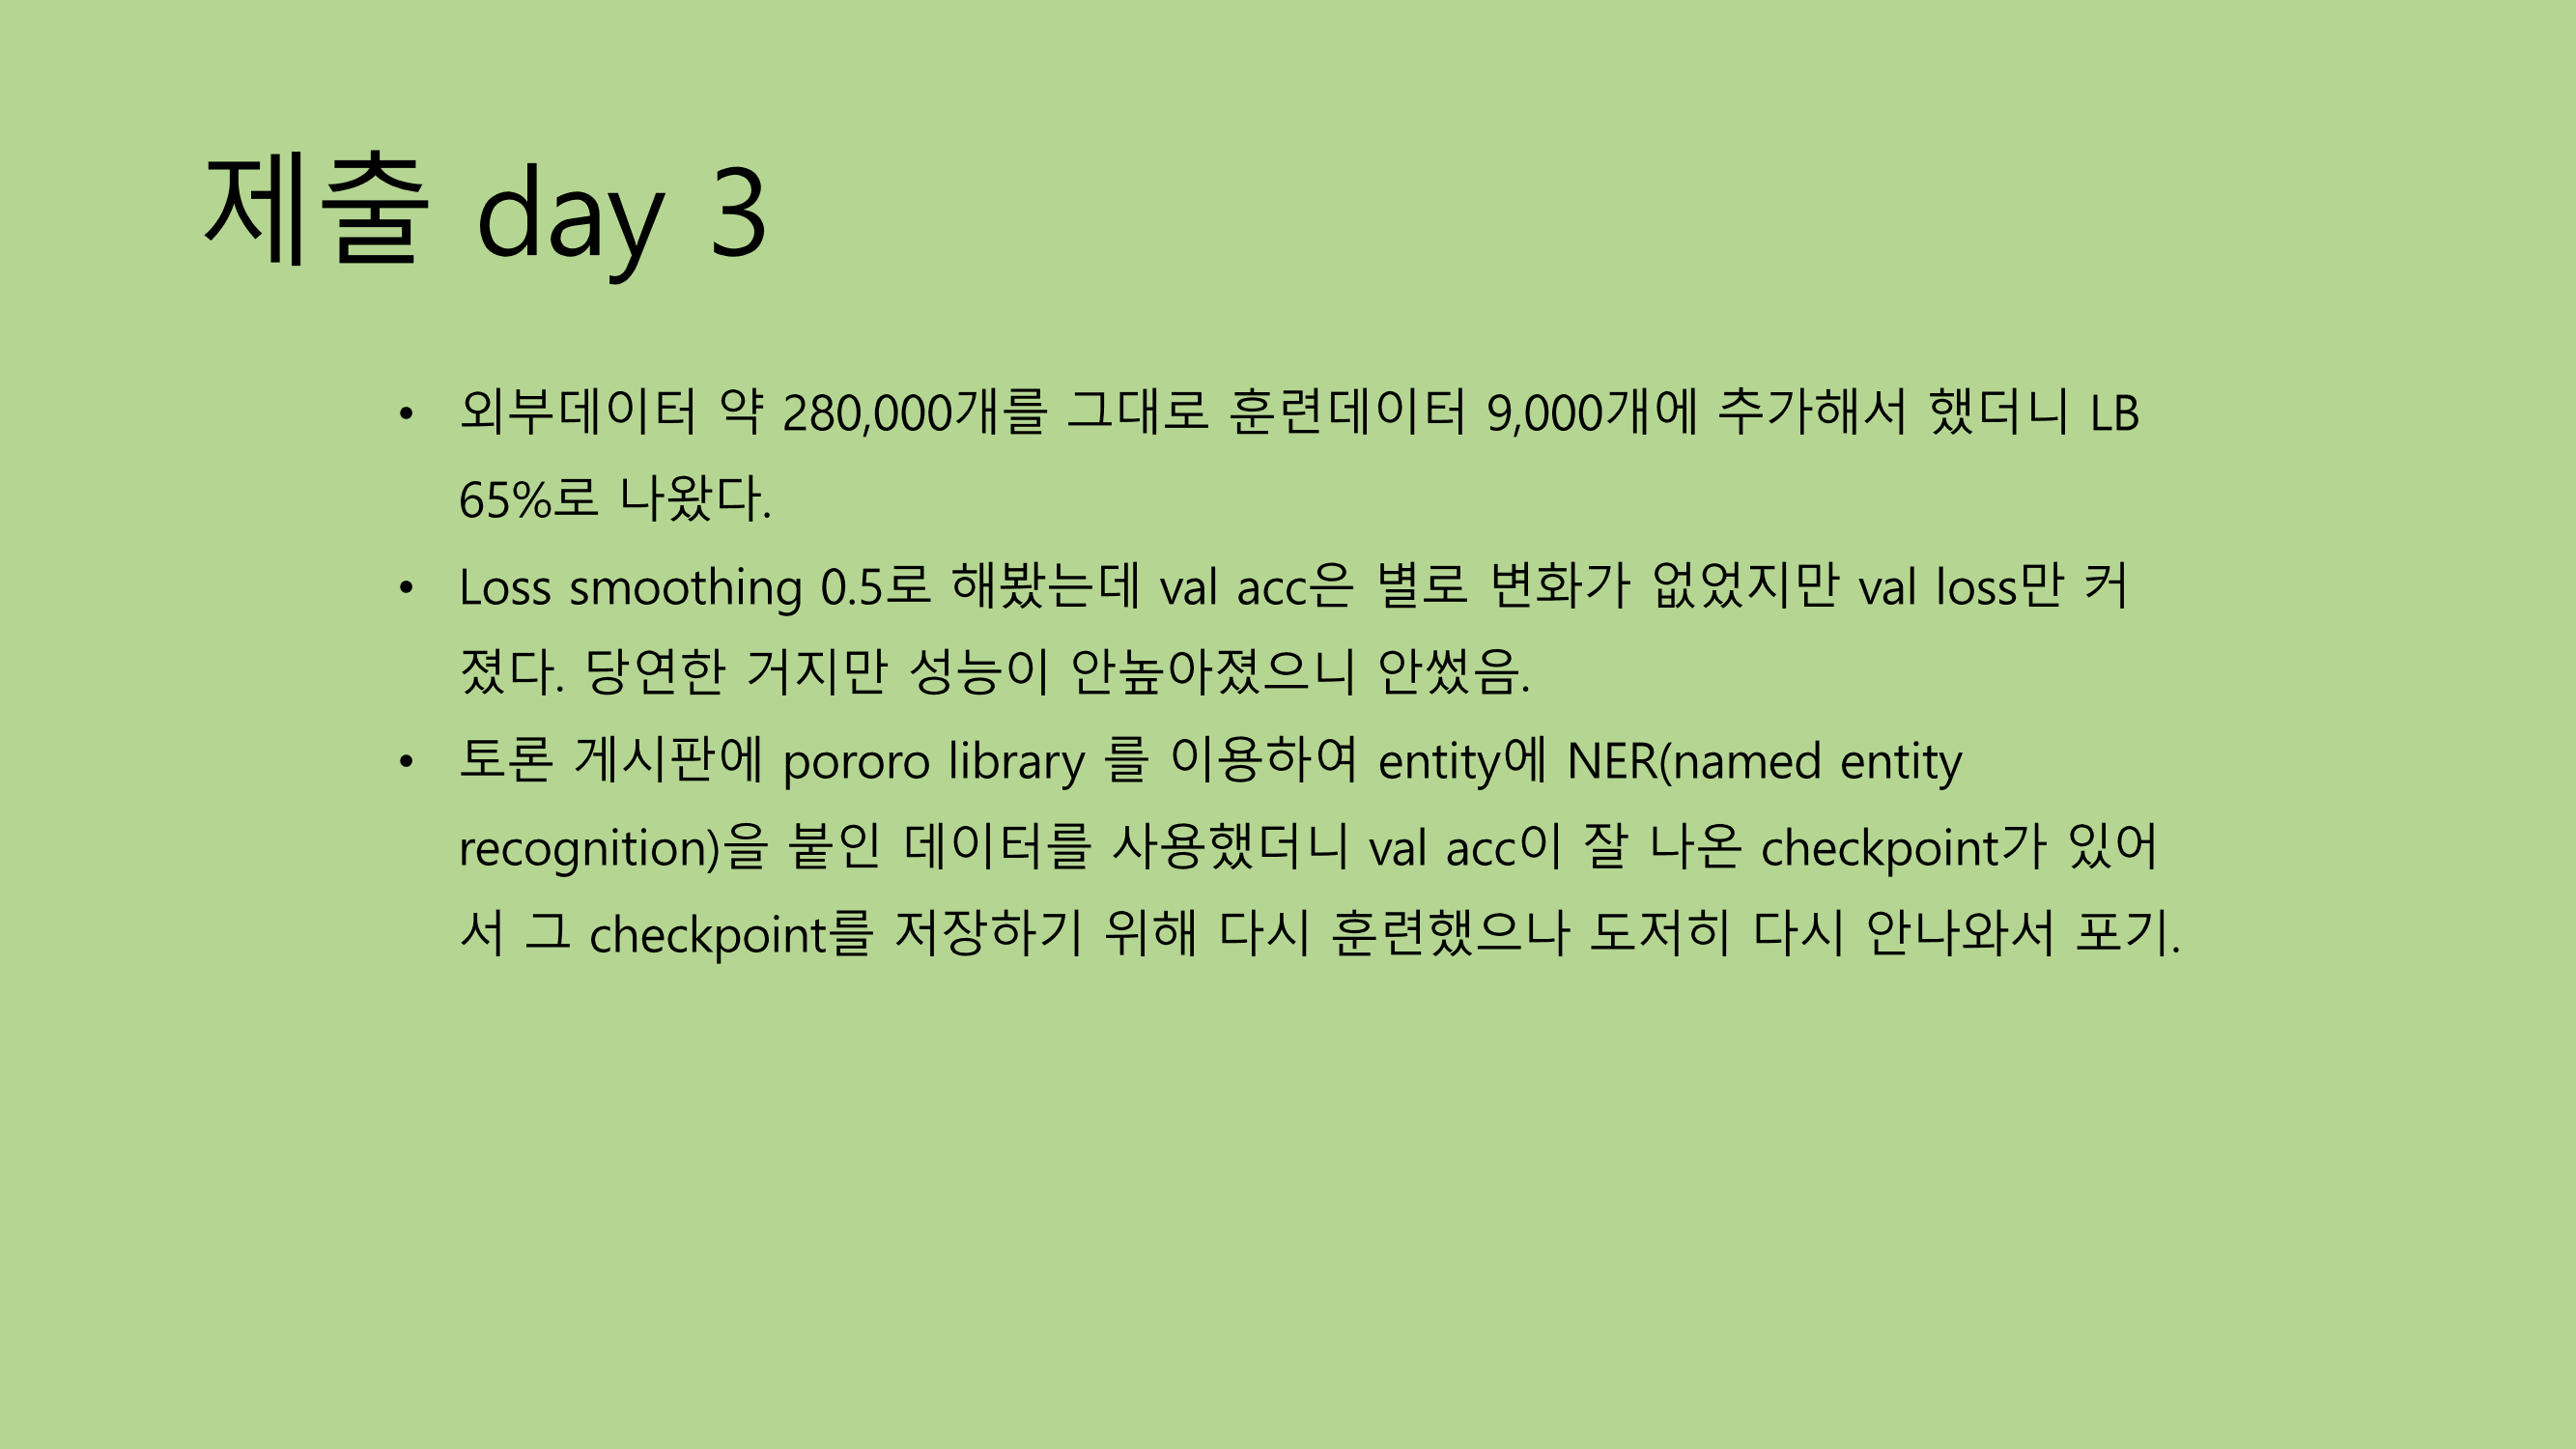 제출 day 3
• 외부데이터 약 280,000개를 그대로 훈련데이터 9,000개에 추가해서 했더니 LB
65%로 나왔다.
• Loss smoothing 0.5로 해봤는데 val acc은 별로 변화가 없었지만 val loss만 커
졌다. 당연한 거지만 성능이 안높아졌으니 안썼음.
• 토론 게시판에 pororo library 를 이용하여 entity에 NER(named entity
recognition)을 붙인 데이터를 사용했더니 val acc이 잘 나온 checkpoint가 있어
서 그 checkpoint를 저장하기 위해 다시 훈련했으나 도저히 다시 안나와서 포기.